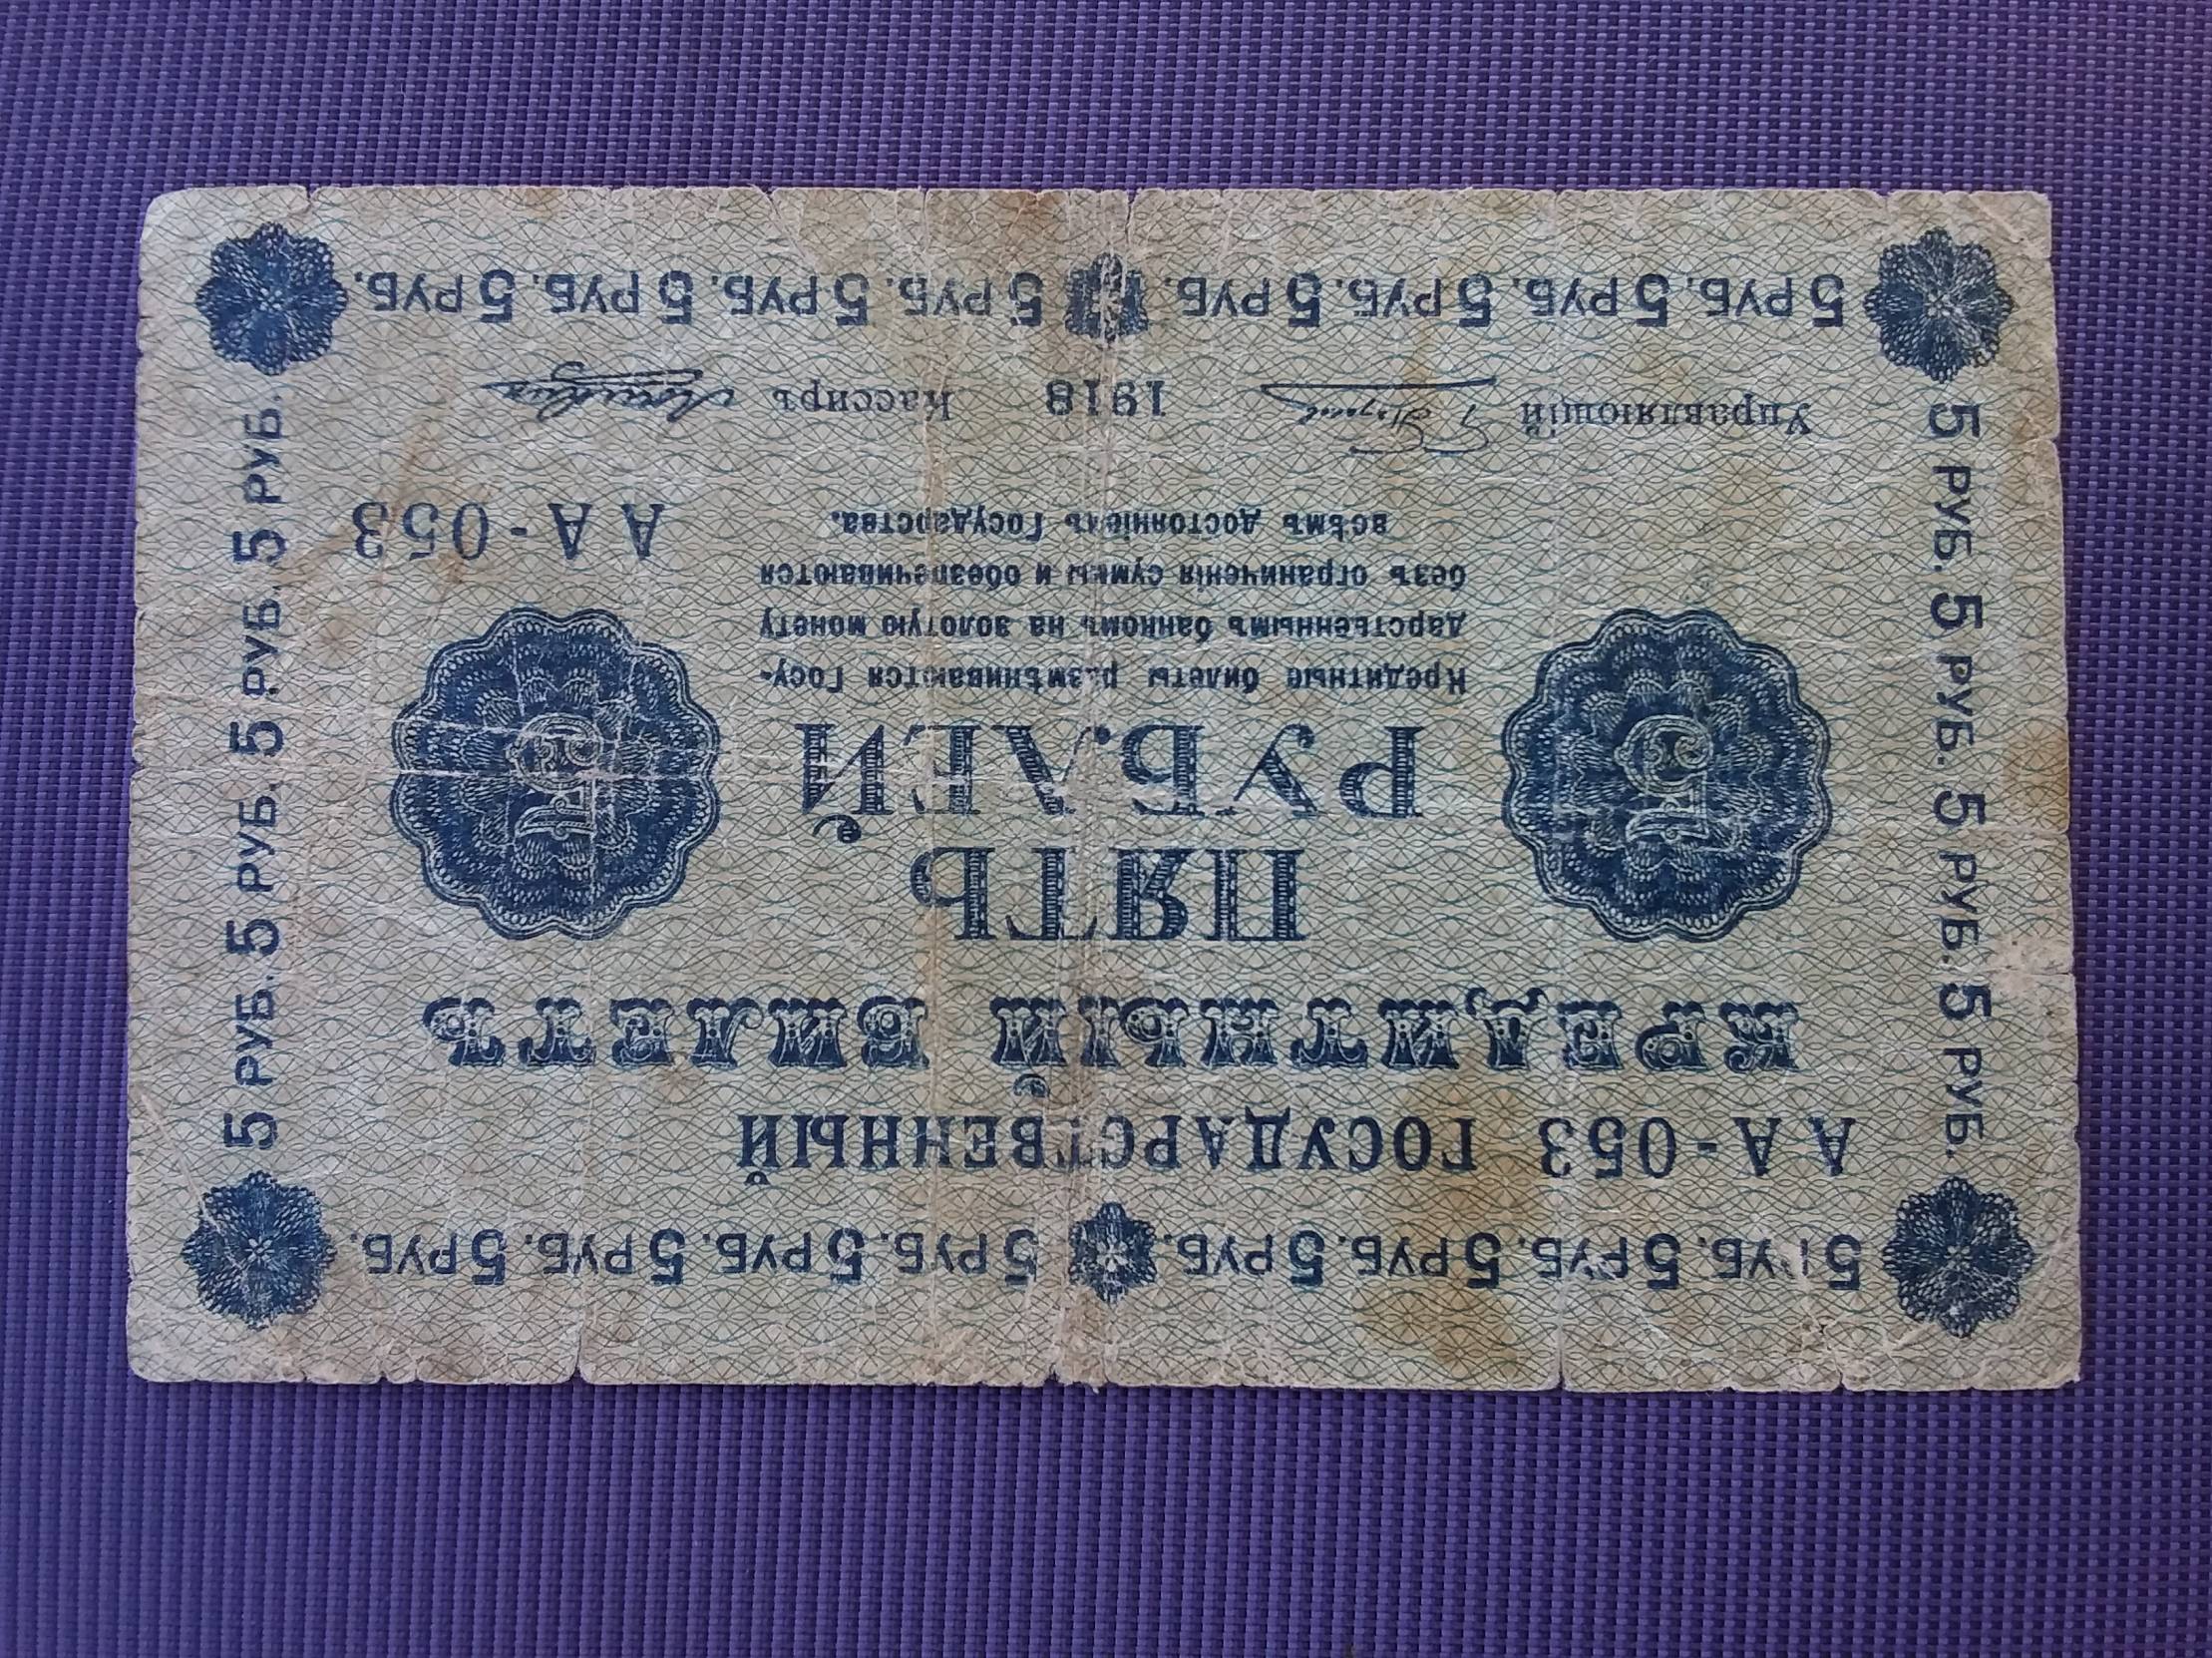 5 РУБ. 5 РУБ. 5 РУБ. 5 РУБ. 5 РУБ. 5 РУБ. 5 РУБ. 5 РУБ.
АА-053 ГОСУДАРСТВЕННЫЙ
КРЕДИТНЫЙ БИЛЕТЪ
ПЯТЬ
РУБЛЕЙ
5
5
Кредитные билеты размѣниваются Госу-
дарственнымъ банкомъ на золотую монету
безъ ограниченія суммы и обезпечиваются
всѣмъ достояніемъ Государства.
АА-053
Управляющій 1918 Кассиръ
5 РУБ. 5 РУБ. 5 РУБ. 5 РУБ. 5 РУБ. 5 РУБ. 5 РУБ. 5 РУБ.
5 РУБ. 5 РУБ. 5 РУБ. 5 РУБ.
5 РУБ. 5 РУБ. 5 РУБ. 5 РУБ.